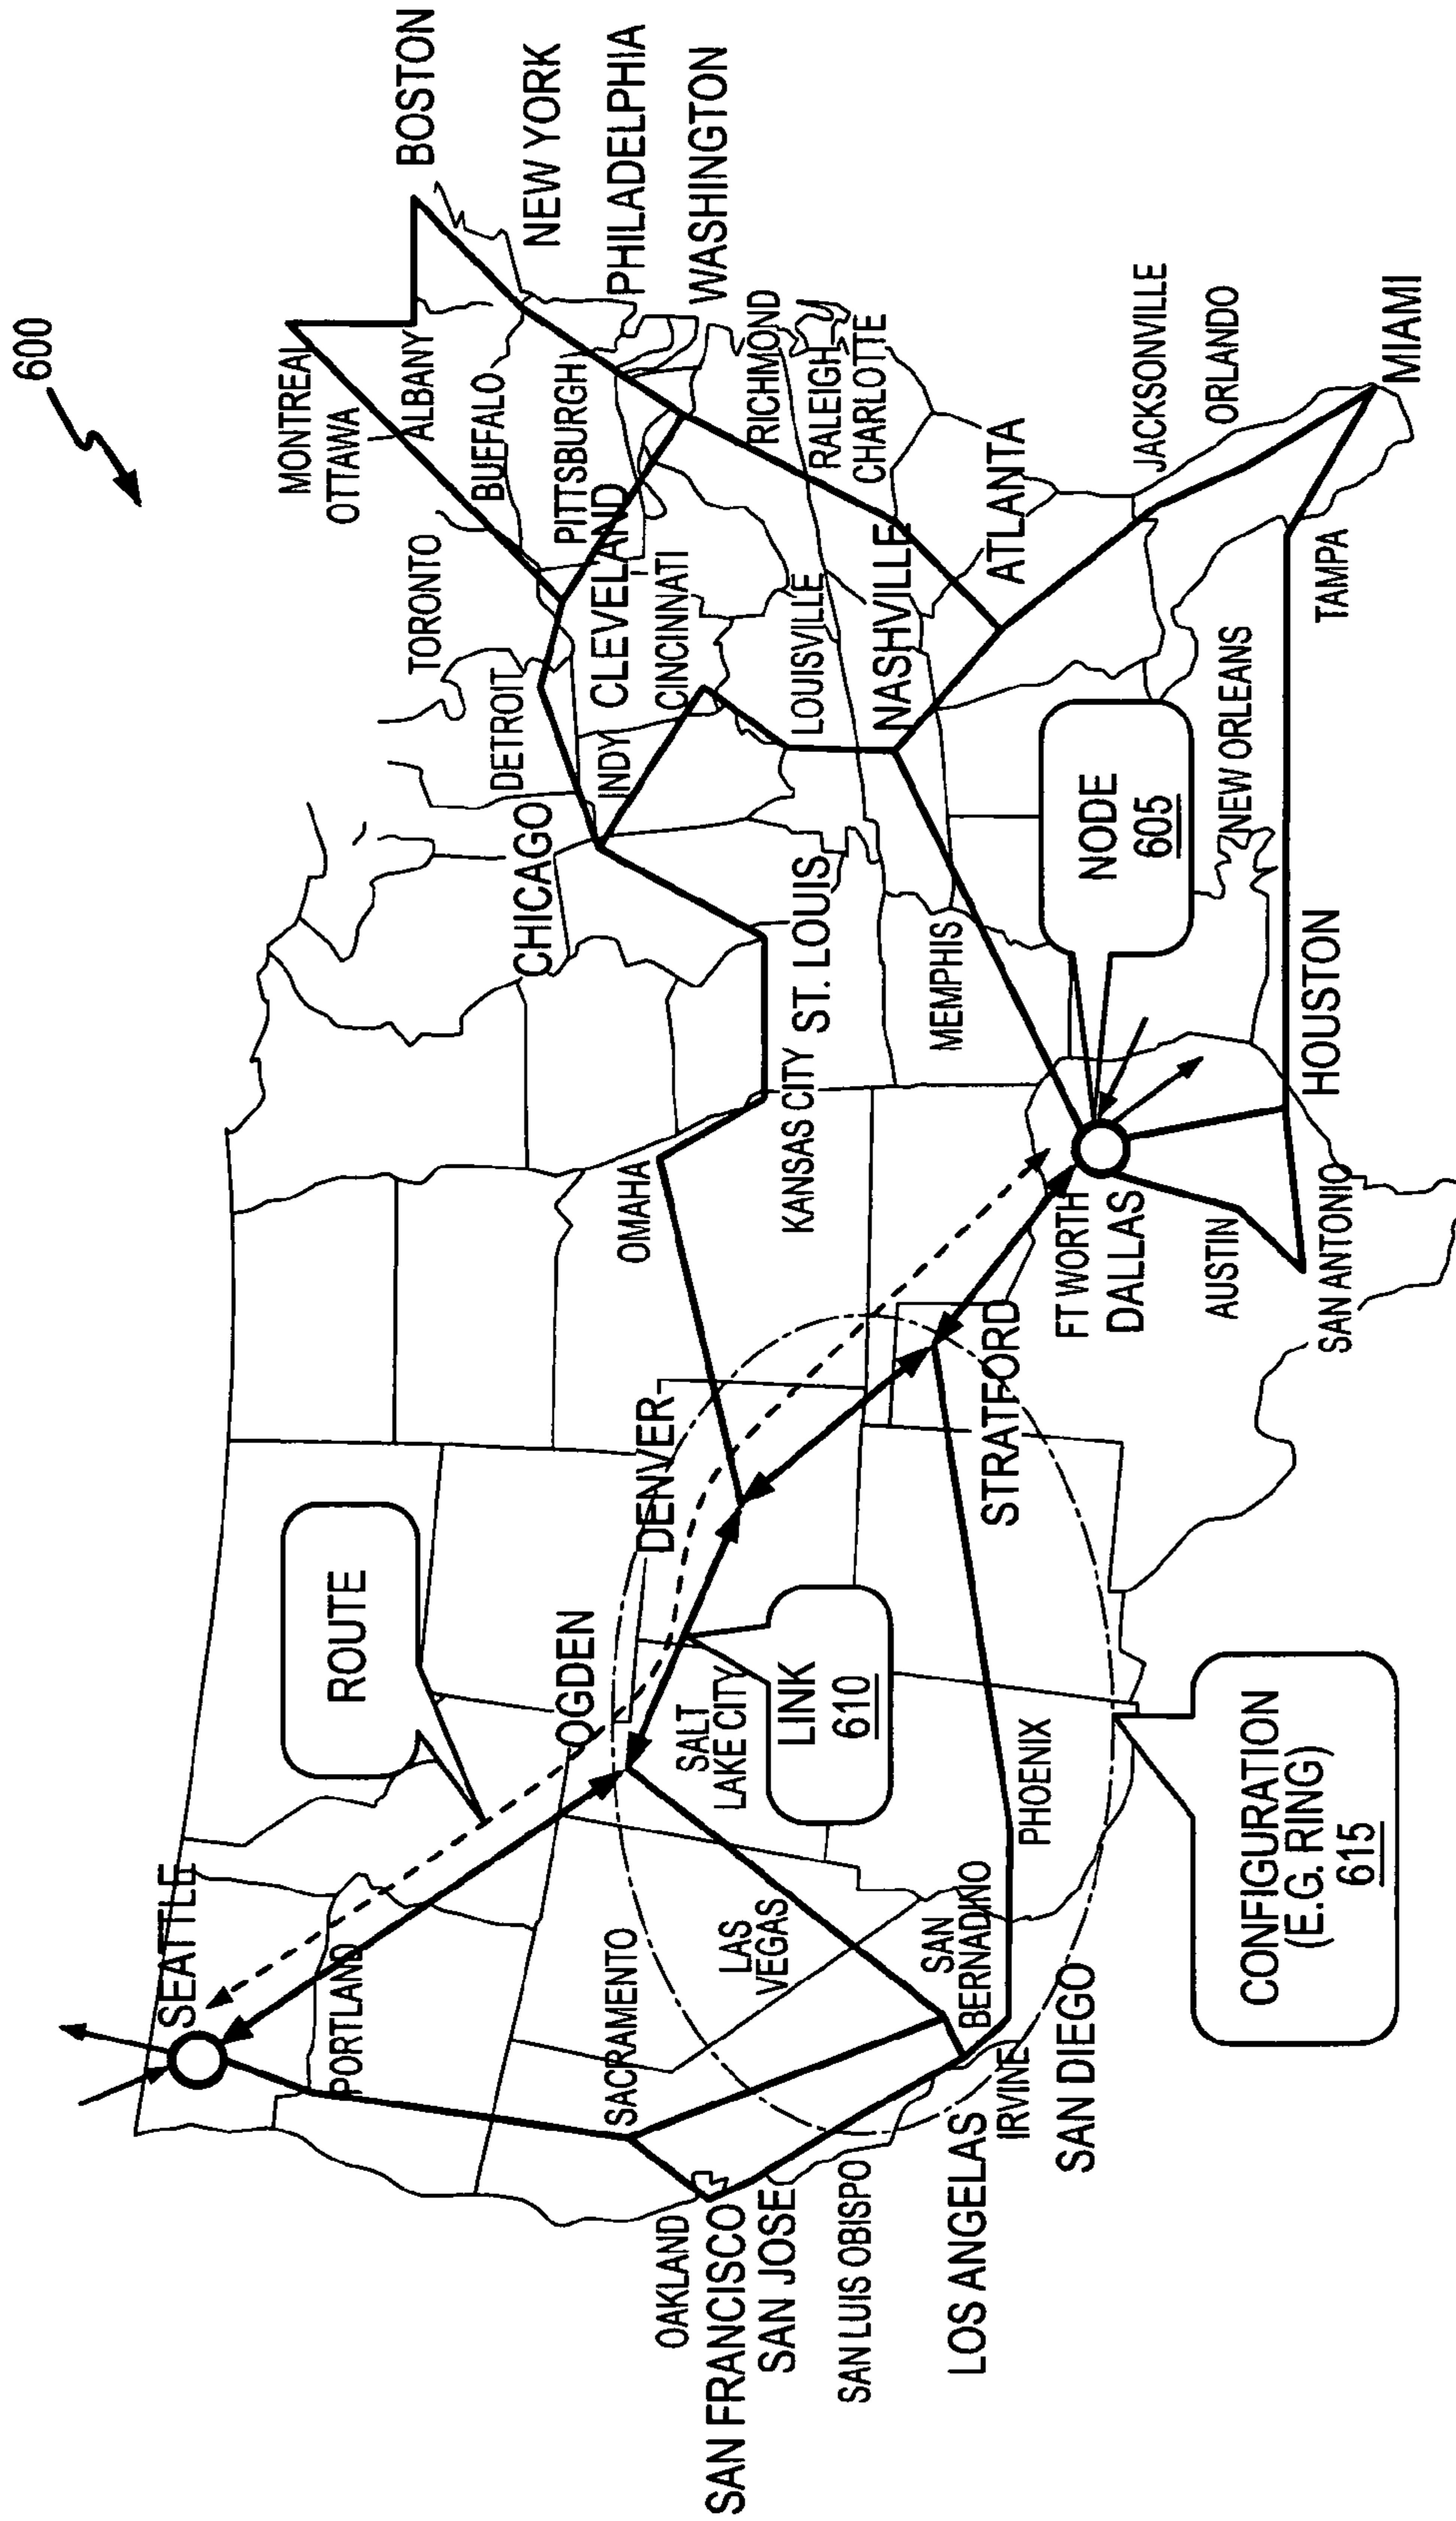 600
SEATTLE
PORTLAND
ROUTE
OGDEN
SALT
LAKE CITY
LINK
610
DENVER
OMAHA
KANSAS CITY
ST. LOUIS
CHICAGO
INDY
DETROIT
TORONTO
CLEVELAND
CINCINNATI
LOUISVILLE
NASHVILLE
MEMPHIS
MONTREAL
OTTAWA
ALBANY
BUFFALO
PITTSBURGH
BOSTON
NEW YORK
PHILADELPHIA
WASHINGTON
RICHMOND
RALEIGH
CHARLOTTE
ATLANTA
JACKSONVILLE
ORLANDO
MIAMI
TAMPA
NEW ORLEANS
NODE
605
HOUSTON
FT WORTH
DALLAS
AUSTIN
SAN ANTONIO
STRATFORD
SACRAMENTO
LAS
VEGAS
SAN
BERNADINO
PHOENIX
OAKLAND
SAN FRANCISCO
SAN JOSE
SAN LUIS OBISPO
LOS ANGELAS
IRVINE
SAN DIEGO
CONFIGURATION
(E.G. RING)
615